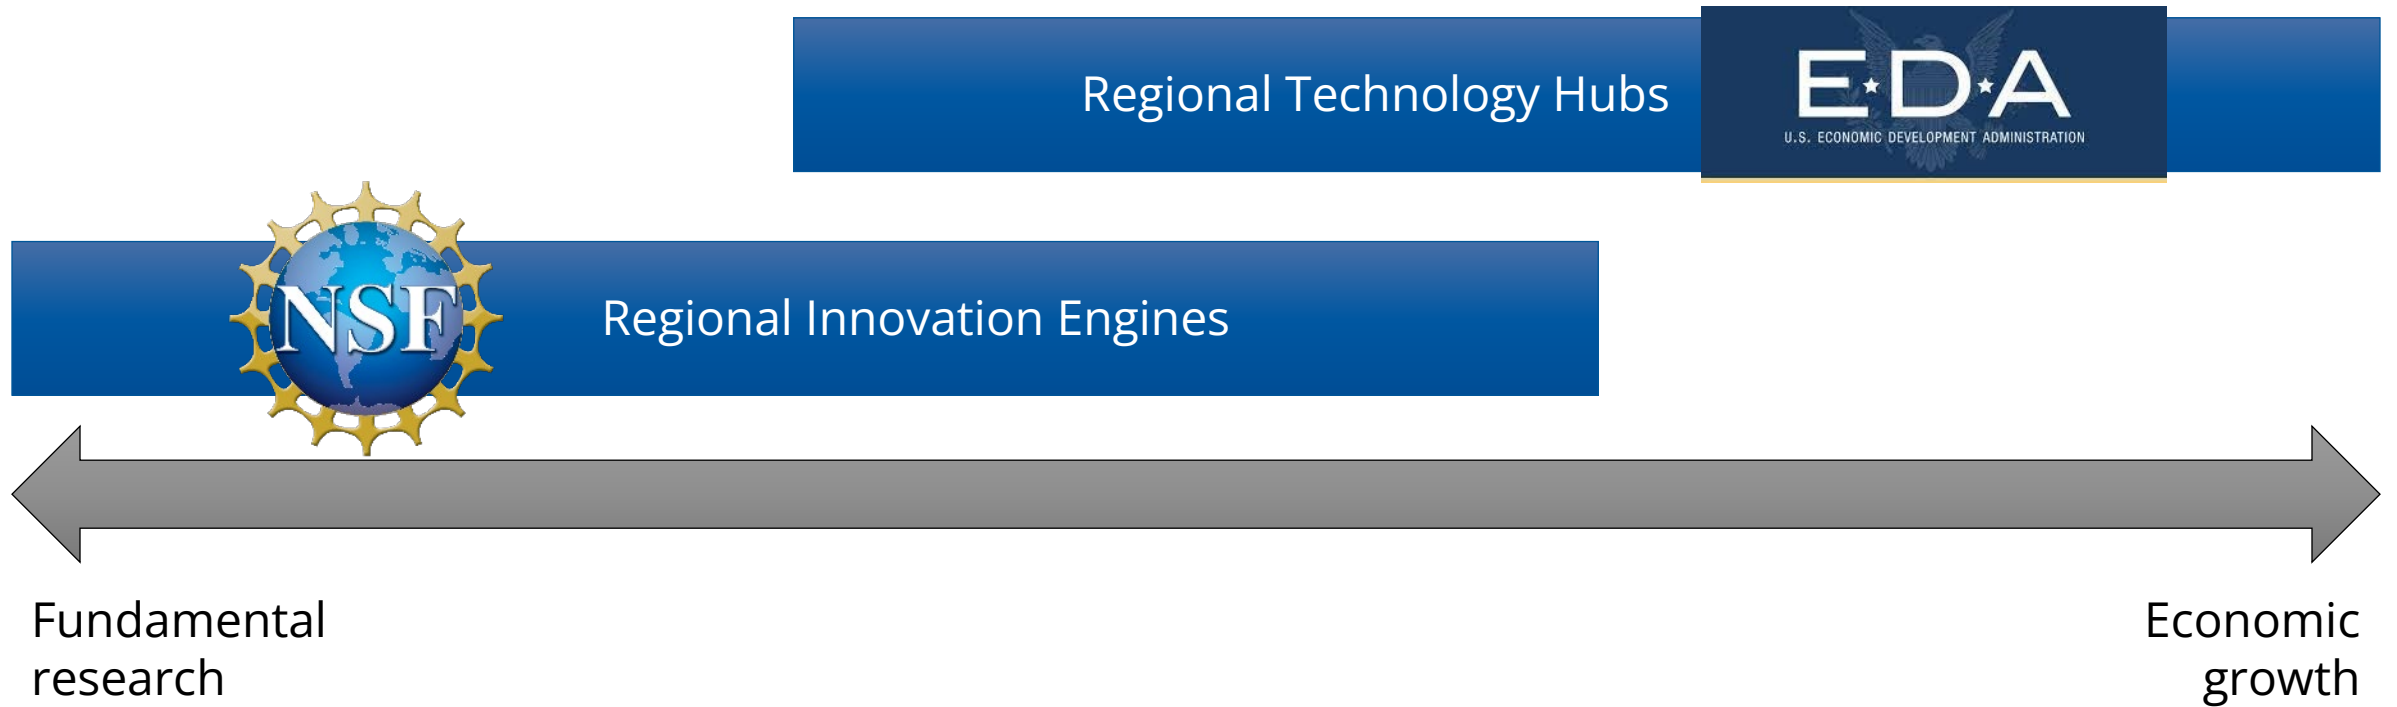 Regional Technology Hubs
E★D★A
U.S. ECONOMIC DEVELOPMENT ADMINISTRATION
NSF
Regional Innovation Engines
Fundamental
research
Economic
growth